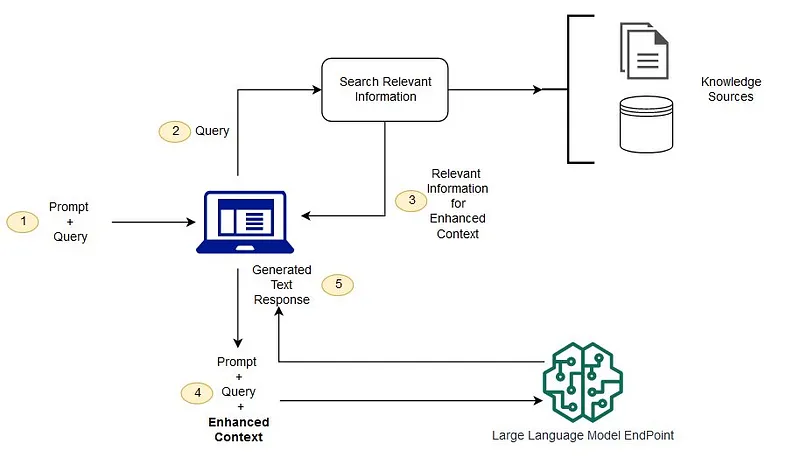 Search Relevant
Information
Knowledge
Sources
2
Query
1
Prompt
+
Query
3
Relevant
Information
for
Enhanced
Context
Generated
Text
Response
5
4
Prompt
+
Query
+
Enhanced
Context
Large Language Model EndPoint